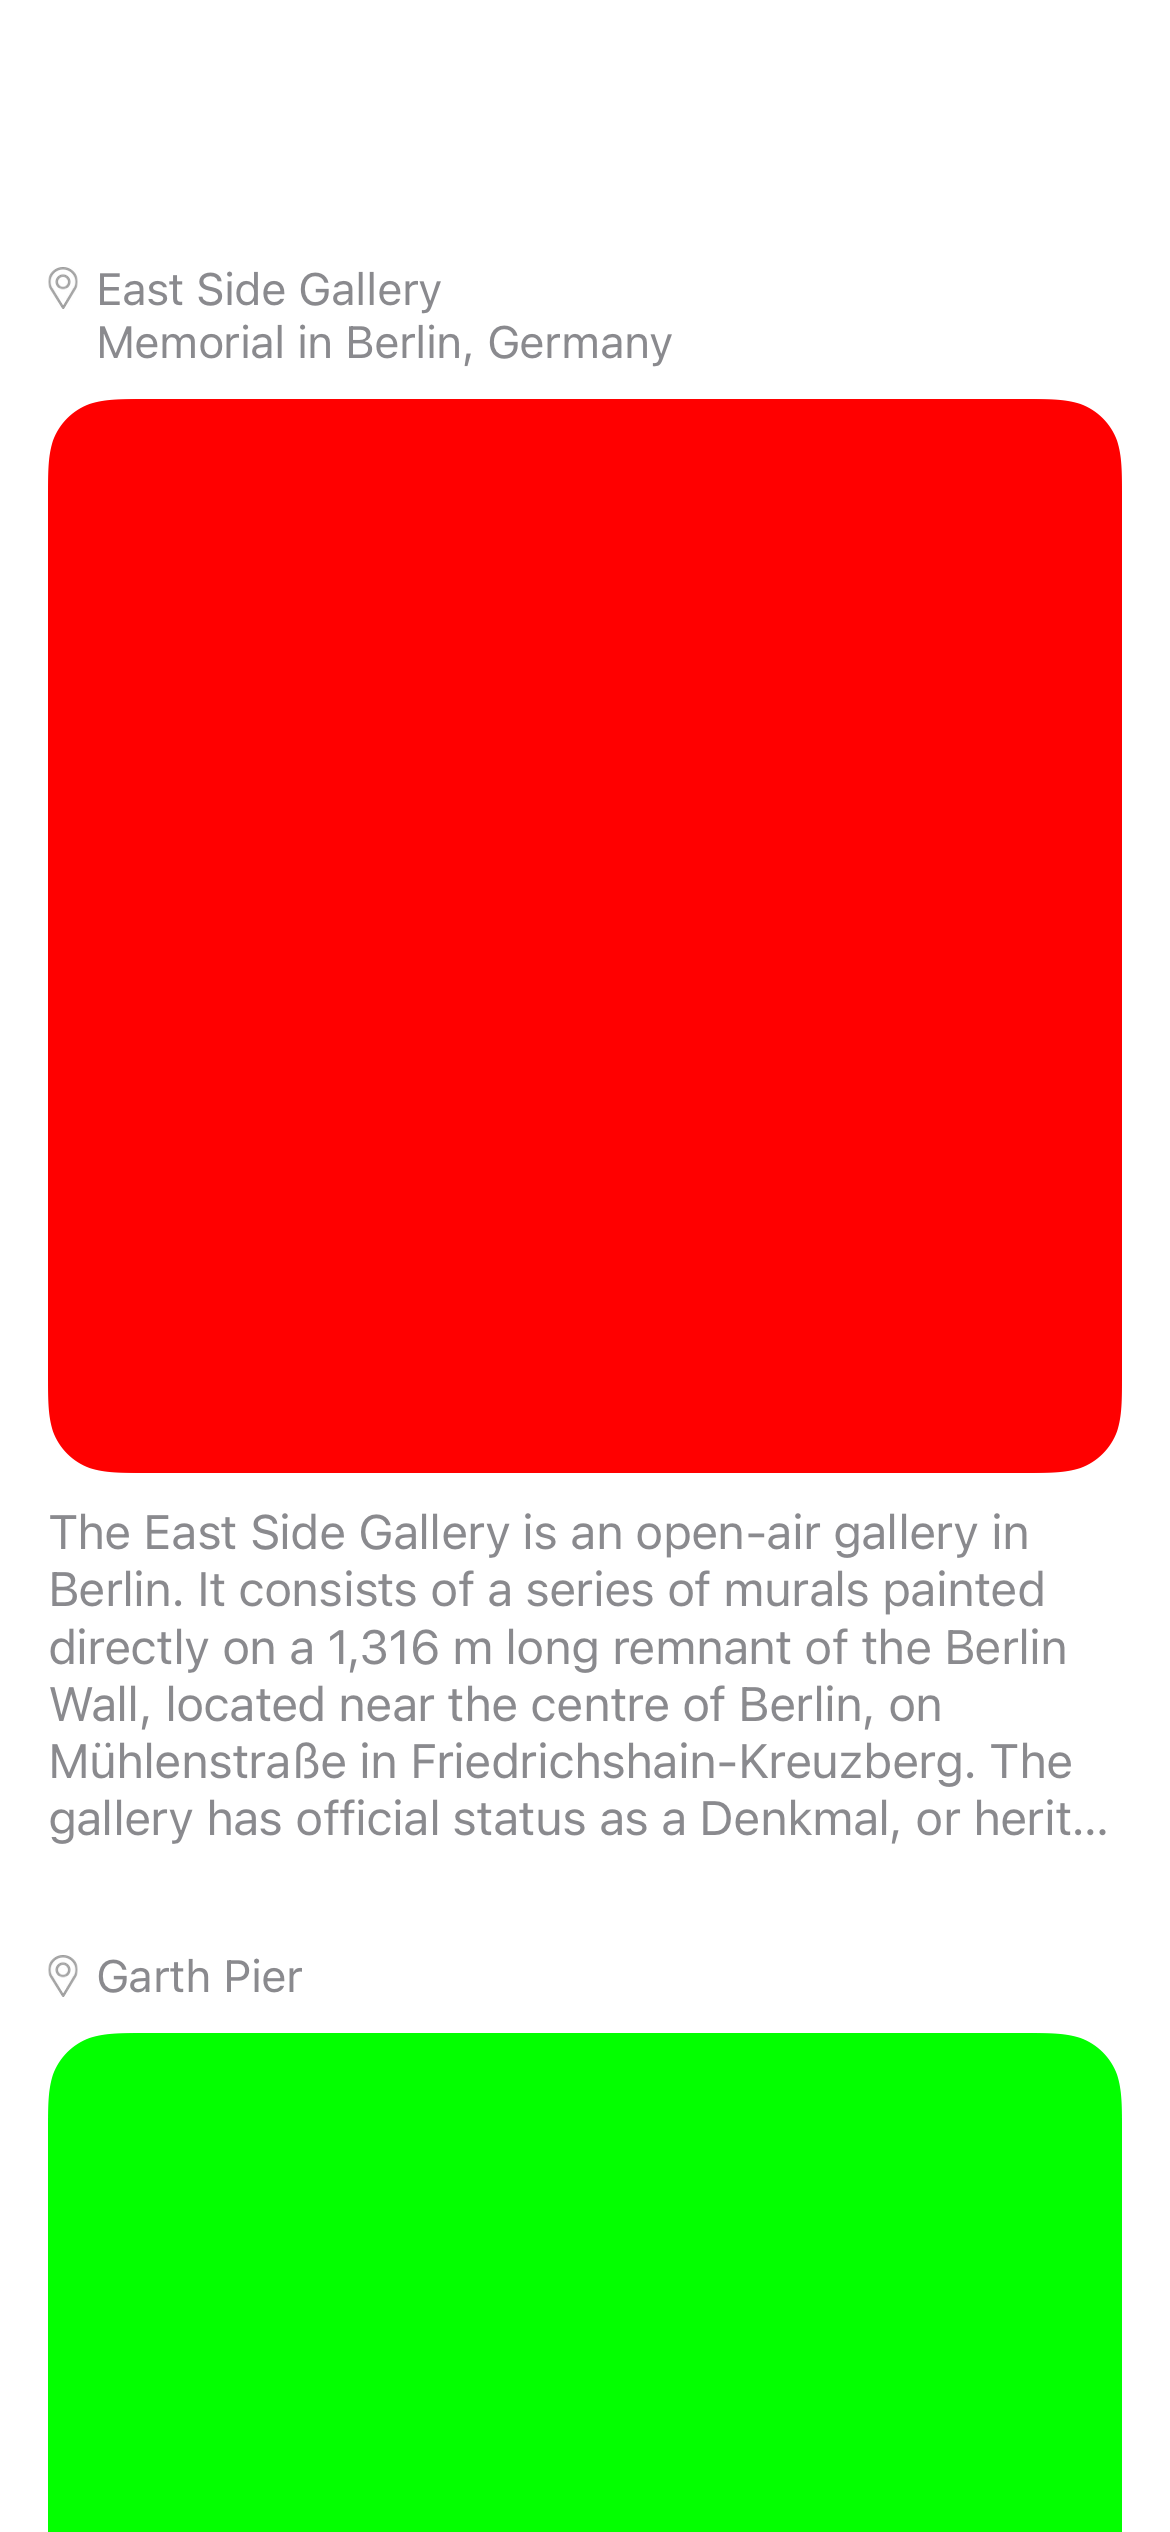 East Side Gallery
Memorial in Berlin, Germany
The East Side Gallery is an open-air gallery in
Berlin. It consists of a series of murals painted
directly on a 1,316 m long remnant of the Berlin
Wall, located near the centre of Berlin, on
Mühlenstraße in Friedrichshain-Kreuzberg. The
gallery has official status as a Denkmal, or herit...
Garth Pier